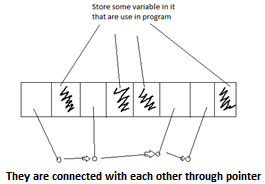 Store some variable in it
that are use in program
They are connected with each other through pointer